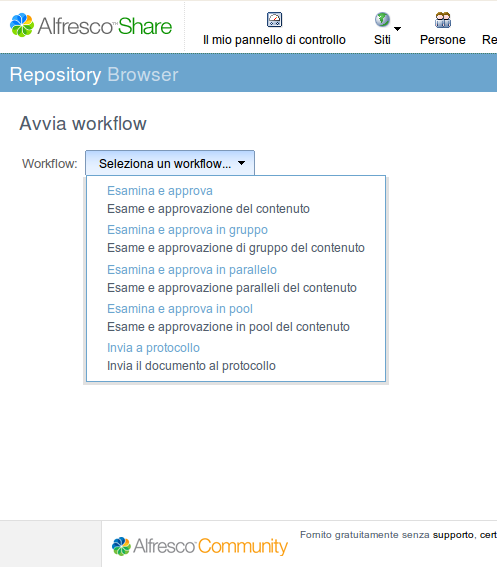 Alfresco™ Share
Il mio pannello di controllo
Siti
Persone
Re
Repository Browser
Avvia workflow
Workflow: Seleziona un workflow...
Esamina e approva
Esame e approvazione del contenuto
Esamina e approva in gruppo
Esame e approvazione di gruppo del contenuto
Esamina e approva in parallelo
Esame e approvazione paralleli del contenuto
Esamina e approva in pool
Esame e approvazione in pool del contenuto
Invia a protocollo
Invia il documento al protocollo
Alfresco Community
Fornito gratuitamente senza supporto, cert